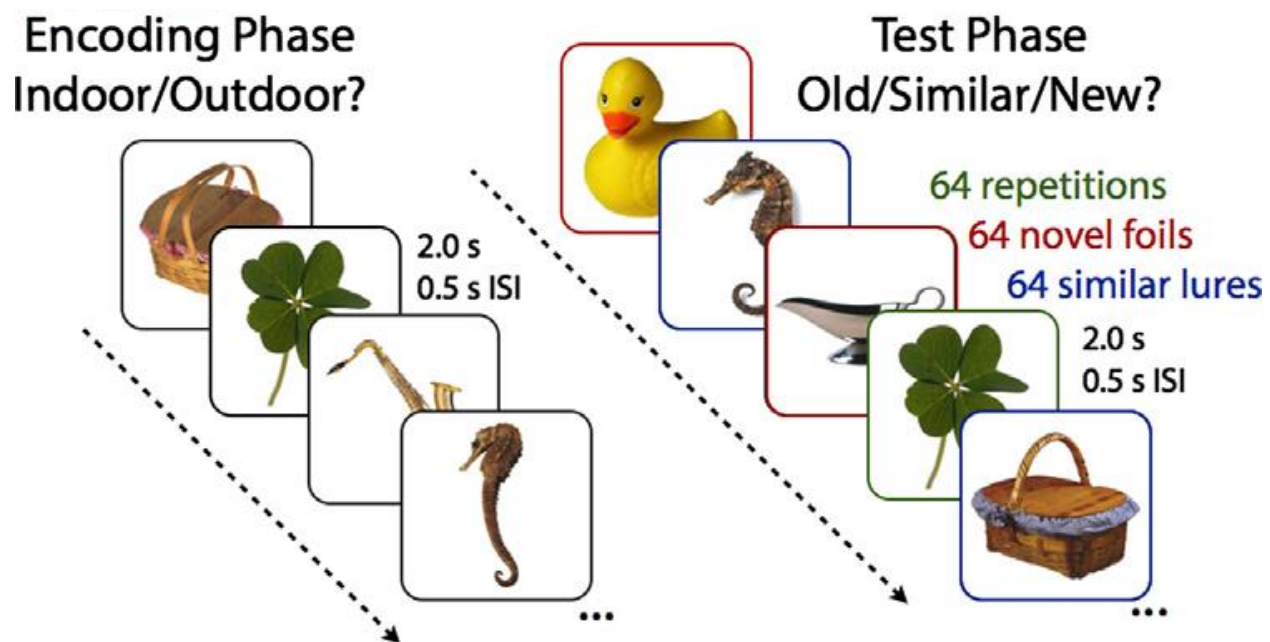 Encoding Phase
Indoor/Outdoor?
2.0 s
0.5 s ISI
...
Test Phase
Old/Similar/New?
64 repetitions
64 novel foils
64 similar lures
2.0 s
0.5 s ISI
...